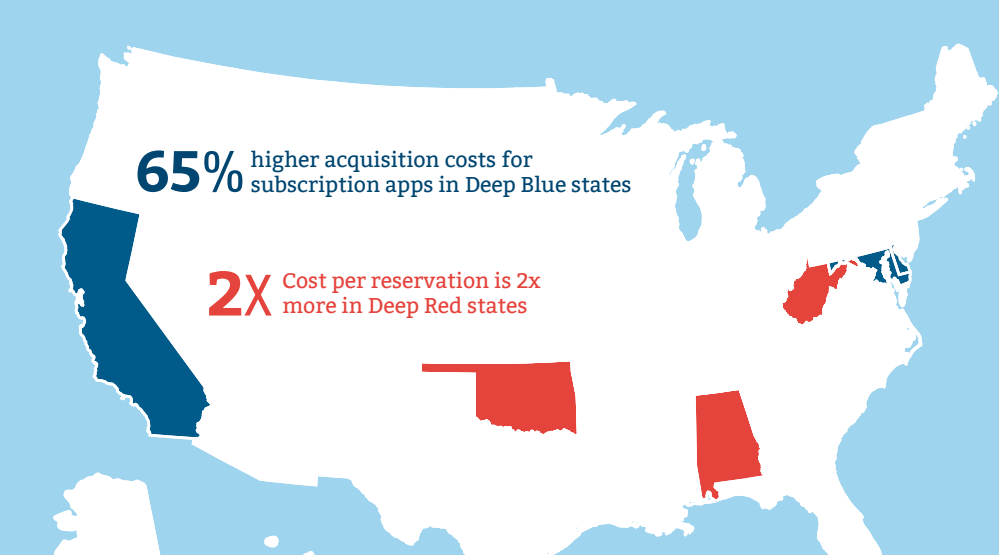 65% higher acquisition costs for
subscription apps in Deep Blue states
2X Cost per reservation is 2x
more in Deep Red states